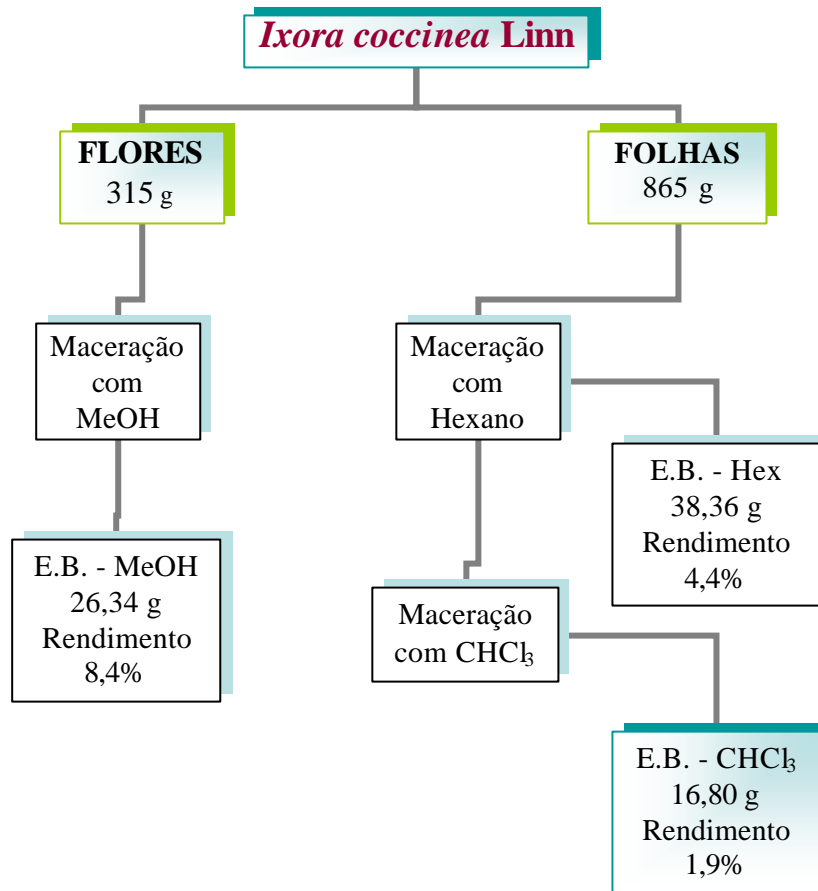 Ixora coccinea Linn
FLORES
315 g
FOLHAS
865 g
Maceração
com
MeOH
Maceração
com
Hexano
E.B. - Hex
38,36 g
Rendimento
4,4%
E.B. - MeOH
26,34 g
Rendimento
8,4%
Maceração
com CHCl₃
E.B. - CHCl₃
16,80 g
Rendimento
1,9%